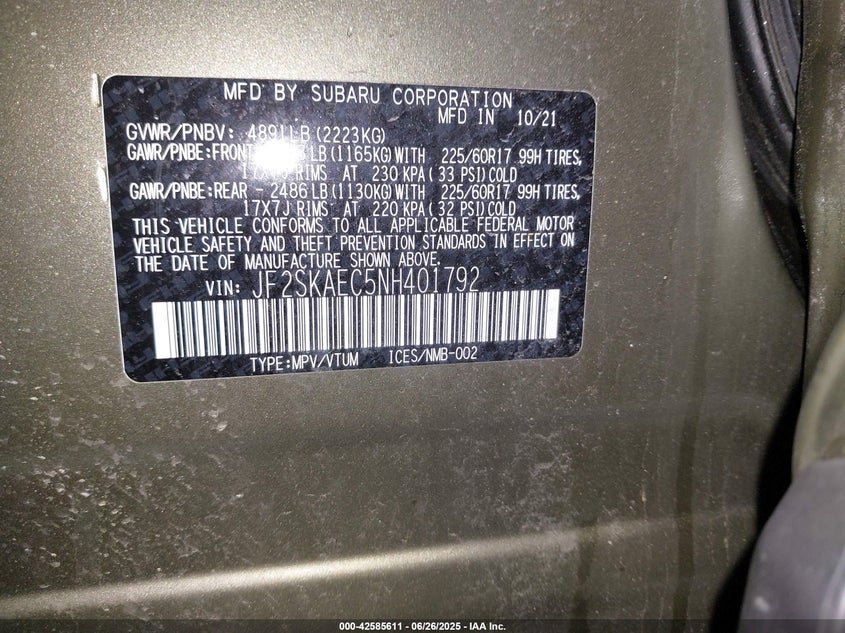 MFD BY SUBARU CORPORATION
MFD IN 10/21
GVWR/PNBV: 4891LB (2223KG)
GAWR/PNBE:FRONT LB (1165KG) WITH 225/60R17 99H TIRES,
RIMS AT 230 KPA ( 33 PSI) COLD
GAWR/PNBE:REAR - 2486 LB (1130KG) WITH 225/60R17 99H TIRES,
17X7J RIMS AT 220 KPA ( 32 PSI) COLD
THIS VEHICLE CONFORMS TO ALL APPLICABLE FEDERAL MOTOR
VEHICLE SAFETY AND THEFT PREVENTION STANDARDS IN EFFECT ON
THE DATE OF MANUFACTURE SHOWN ABOVE.
VIN: JF2SKAEC5NH401792
TYPE:MPV/VTUM ICES/NMB-002
000-42585611 - 06/26/2025 - IAA Inc.